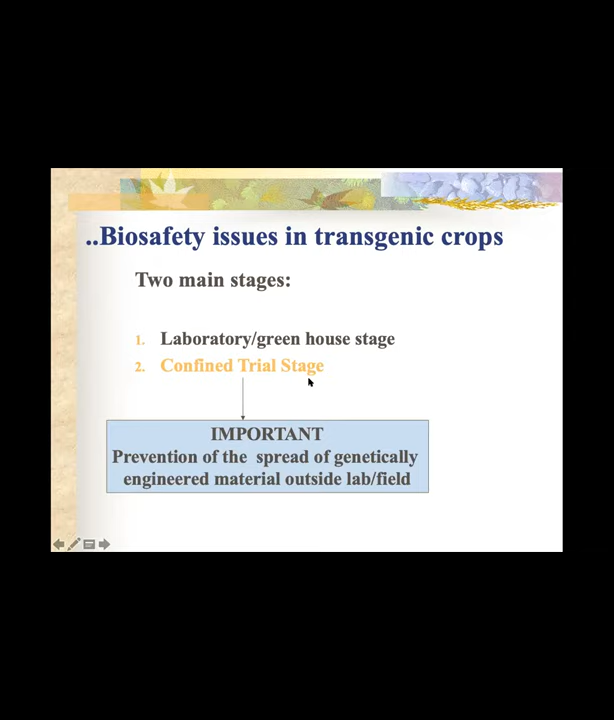 ..Biosafety issues in transgenic crops
Two main stages:
1. Laboratory/green house stage
2. Confined Trial Stage
IMPORTANT
Prevention of the spread of genetically
engineered material outside lab/field